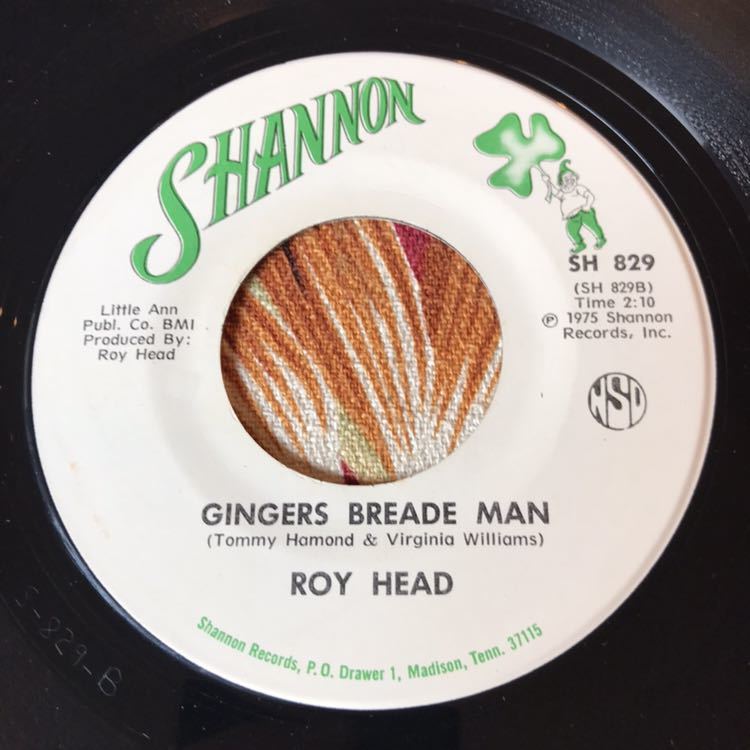 SHANNON
SH 829
(SH 829B)
Time 2:10
℗ 1975 Shannon
Records, Inc.
Little Ann
Publ. Co. BMI
Produced By:
Roy Head
NSD
GINGERS BREADE MAN
(Tommy Hamond & Virginia Williams)
ROY HEAD
Shannon Records, P.O. Drawer 1, Madison, Tenn. 37115
S-829-B